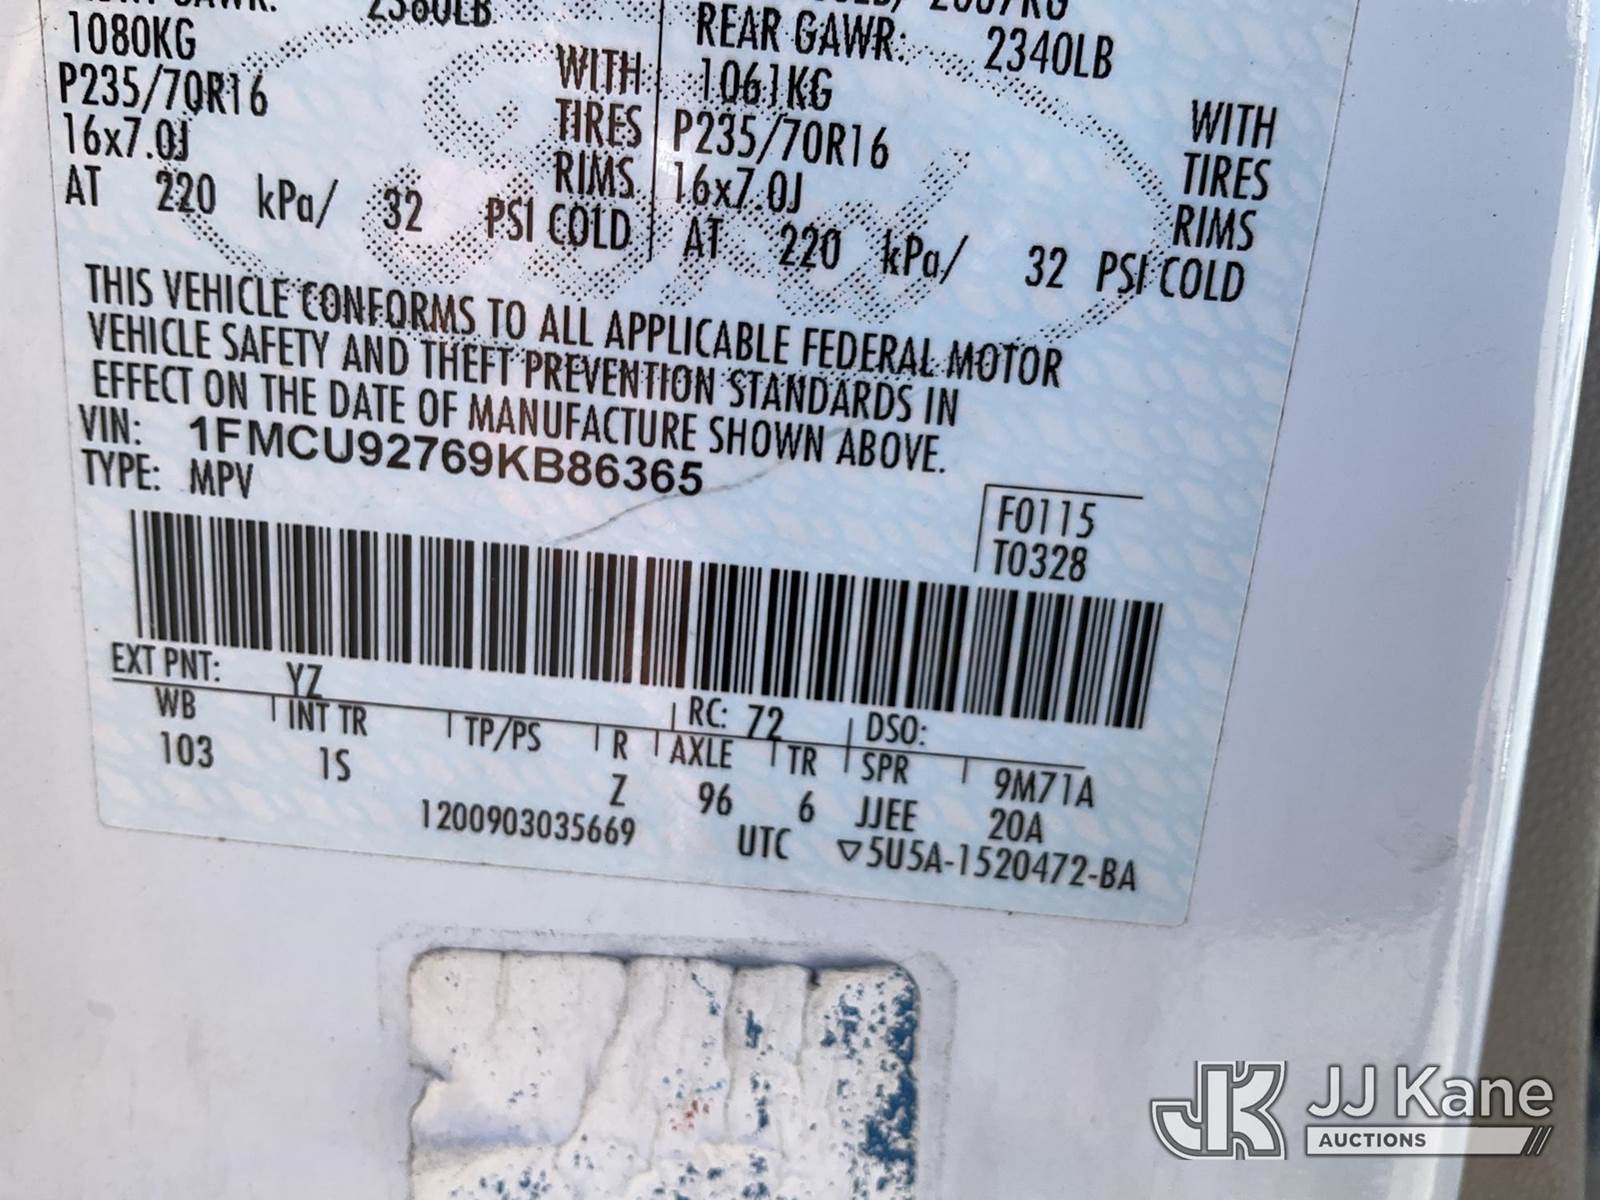 2380LB
1080KG
WITH
P235/70R16
TIRES
16x7.0J
RIMS
AT 220 kPa/ 32 PSI COLD
REAR GAWR: 2340LB
1061KG
WITH
P235/70R16
TIRES
16x7.0J
RIMS
AT 220 kPa/ 32 PSI COLD
THIS VEHICLE CONFORMS TO ALL APPLICABLE FEDERAL MOTOR
VEHICLE SAFETY AND THEFT PREVENTION STANDARDS IN
EFFECT ON THE DATE OF MANUFACTURE SHOWN ABOVE.
VIN: 1FMCU92769KB86365
TYPE: MPV
F0115
T0328
EXT PNT: YZ RC: 72 DSO:
WB INT TR TP/PS R AXLE TR SPR 9M71A
103 1S Z 96 6 JJEE 20A
1200903035669 UTC ▽5U5A-1520472-BA
JK JJ Kane
AUCTIONS